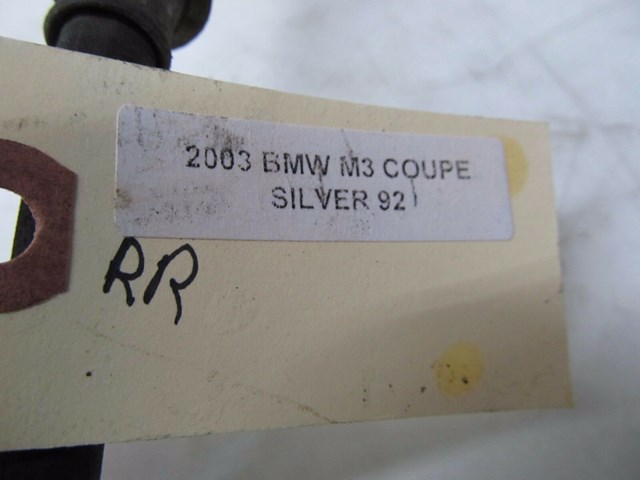 2003 BMW M3 COUPE
SILVER 92
RR